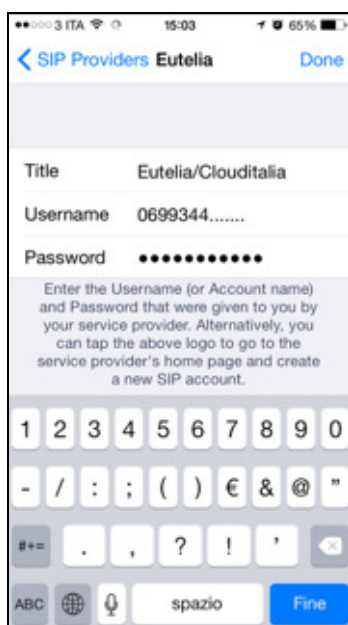 3 ITA 15:03 65%
SIP Providers Eutelia Done
Title Eutelia/Clouditalia
Username 0699344.......
Password ●●●●●●●●●●●
Enter the Username (or Account name)
and Password that were given to you by
your service provider. Alternatively, you
can tap the above logo to go to the
service provider's home page and create
a new SIP account.
1 2 3 4 5 6 7 8 9 0
- / : ; ( ) € & @ "
#+= . , ? ! '
ABC spazio Fine